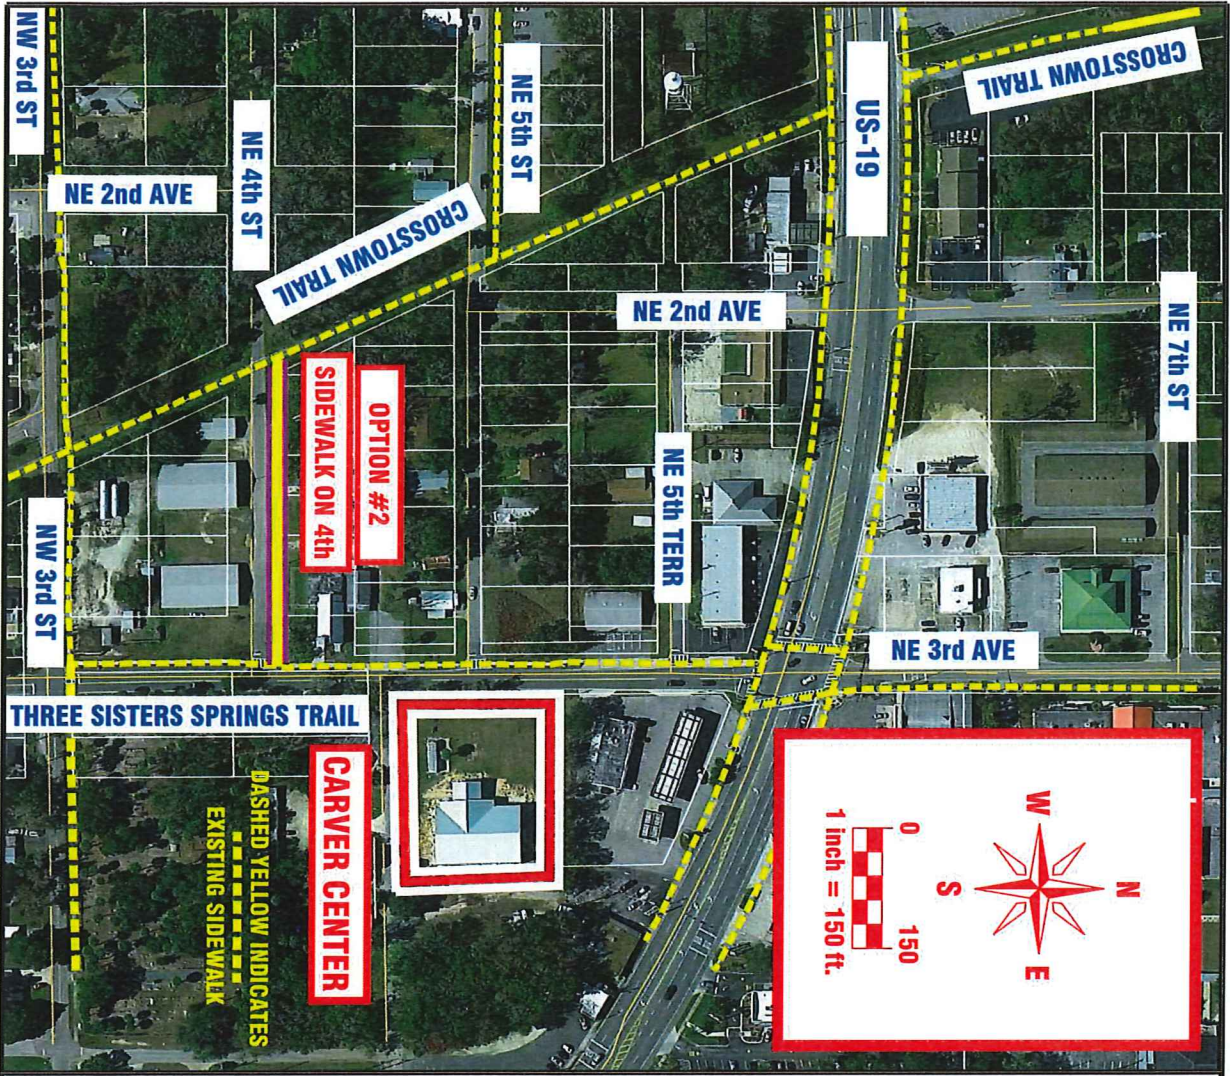 NW 3rd ST
NE 4th ST
NE 5th ST
US-19
CROSSTOWN TRAIL
NE 2nd AVE
CROSSTOWN TRAIL
NE 2nd AVE
NE 7th ST
OPTION #2
SIDEWALK ON 4th
NE 5th TERR
NW 3rd ST
NE 3rd AVE
THREE SISTERS SPRINGS TRAIL
CARVER CENTER
DASHED YELLOW INDICATES
EXISTING SIDEWALK
N
W
E
S
0
150
1 inch = 150 ft.